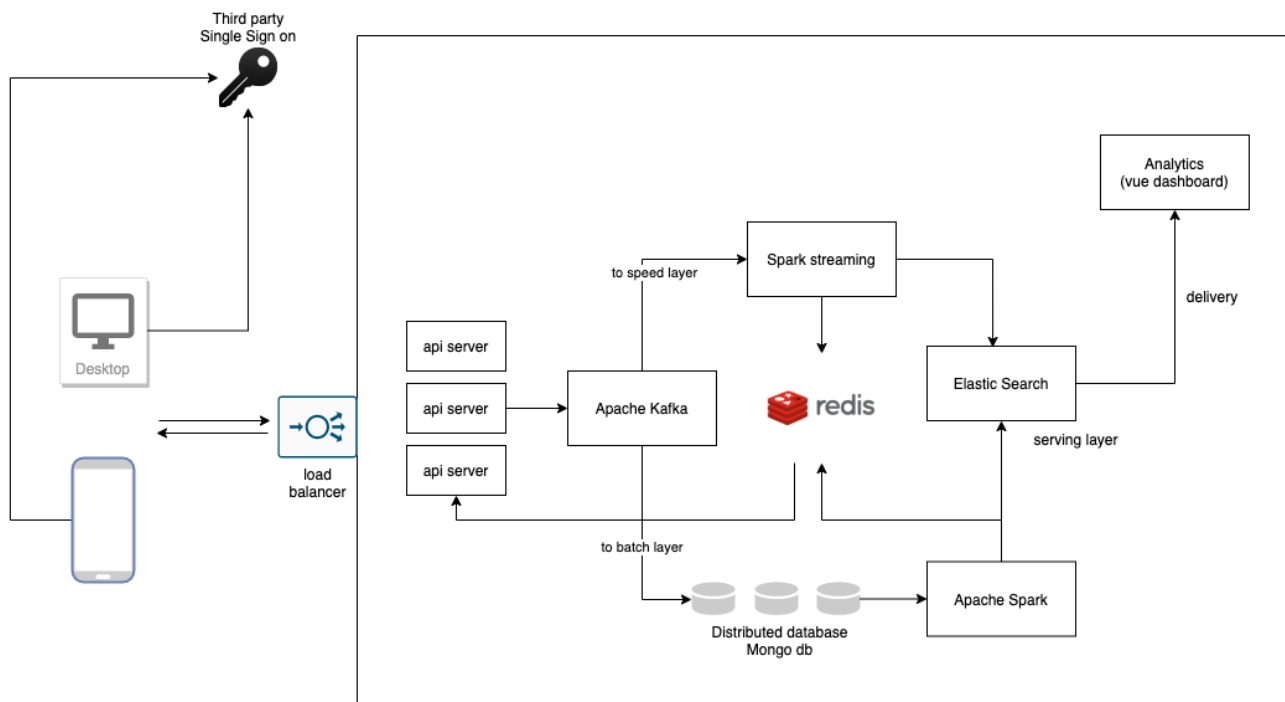 Third party
Single Sign on
Analytics
(vue dashboard)
Spark streaming
to speed layer
delivery
Desktop
api server
api server
api server
Apache Kafka
redis
Elastic Search
serving layer
load
balancer
to batch layer
Apache Spark
Distributed database
Mongo db